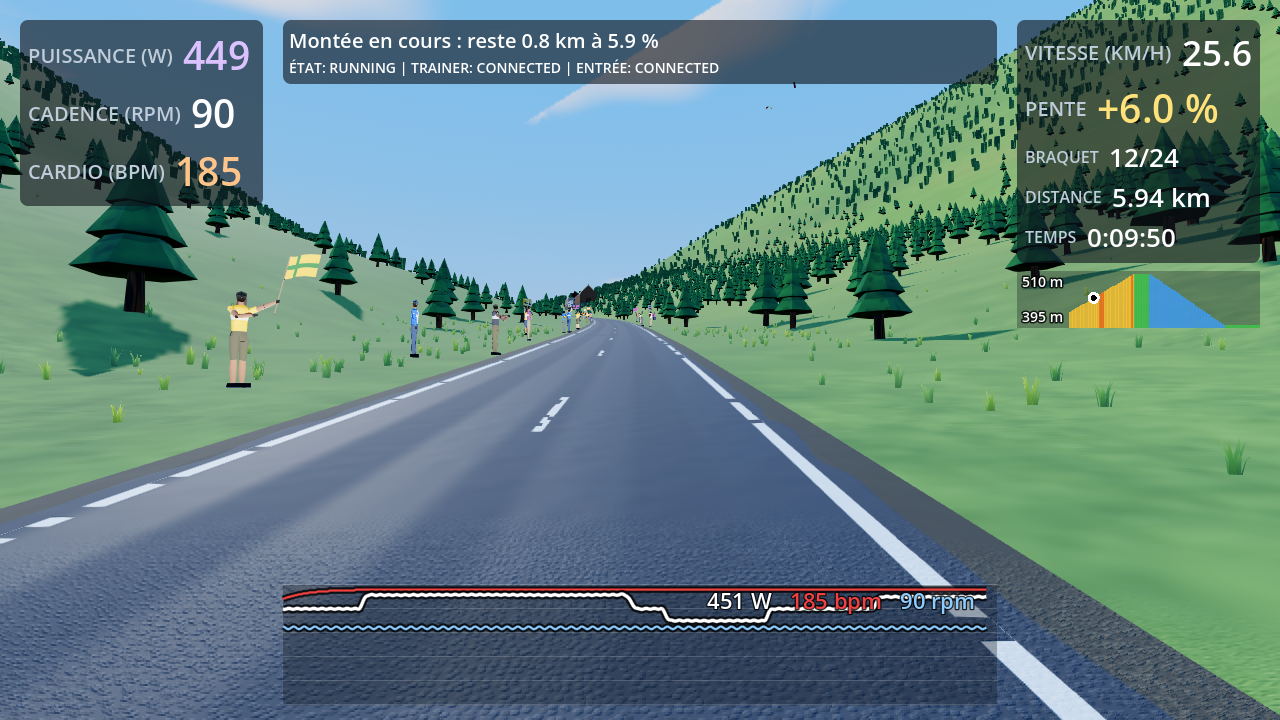 PUISSANCE (W) 449
CADENCE (RPM) 90
CARDIO (BPM) 185
Montée en cours : reste 0.8 km à 5.9 %
ÉTAT: RUNNING | TRAINER: CONNECTED | ENTRÉE: CONNECTED
VITESSE (KM/H) 25.6
PENTE +6.0 %
BRAQUET 12/24
DISTANCE 5.94 km
TEMPS 0:09:50
510 m
395 m
451 W 185 bpm 90 rpm